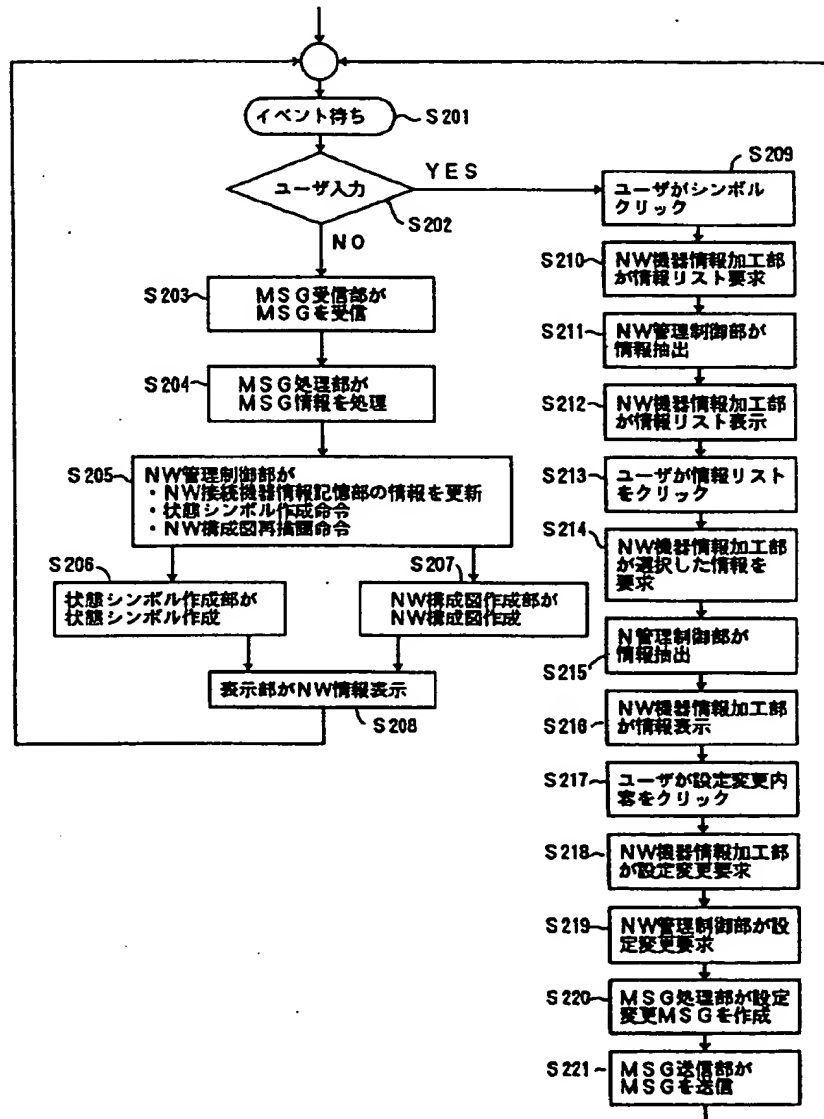 イベント待ち
S201
ユーザ入力
YES
S202
NO
S203
MSG受信部が
MSGを受信
S204
MSG処理部が
MSG情報を処理
S205
NW管理制御部が
・NW接続機器情報記憶部の情報を更新
・状態シンボル作成命令
・NW構成図再描画命令
S206
状態シンボル作成部が
状態シンボル作成
S207
NW構成図作成部が
NW構成図作成
表示部がNW情報表示
S208
S209
ユーザがシンボル
クリック
S210
NW機器情報加工部
が情報リスト要求
S211
NW管理制御部が
情報抽出
S212
NW機器情報加工部
が情報リスト表示
S213
ユーザが情報リスト
をクリック
S214
NW機器情報加工部
が選択した情報を
要求
N管理制御部が
情報抽出
S215
S216
NW機器情報加工部
が情報表示
S217
ユーザが設定変更内
容をクリック
S218
NW機器情報加工部
が設定変更要求
S219
NW管理制御部が設
定変更要求
S220
MSG処理部が設定
変更MSGを作成
S221
MSG送信部が
MSGを送信